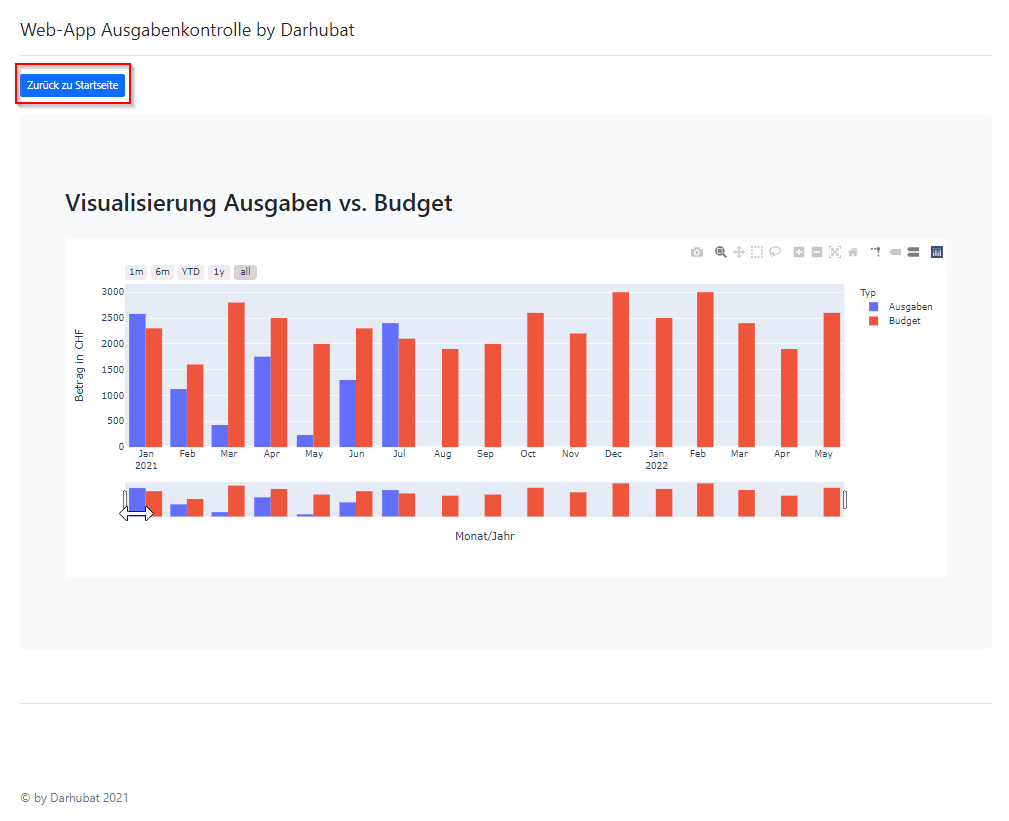 Web-App Ausgabenkontrolle by Darhubat
Zurück zu Startseite
Visualisierung Ausgaben vs. Budget
1m 6m YTD 1y all
Typ
Ausgaben
Budget
Betrag in CHF
3000
2500
2000
1500
1000
500
0
Jan Feb Mar Apr May Jun Jul Aug Sep Oct Nov Dec Jan Feb Mar Apr May
2021 2022
Monat/Jahr
© by Darhubat 2021